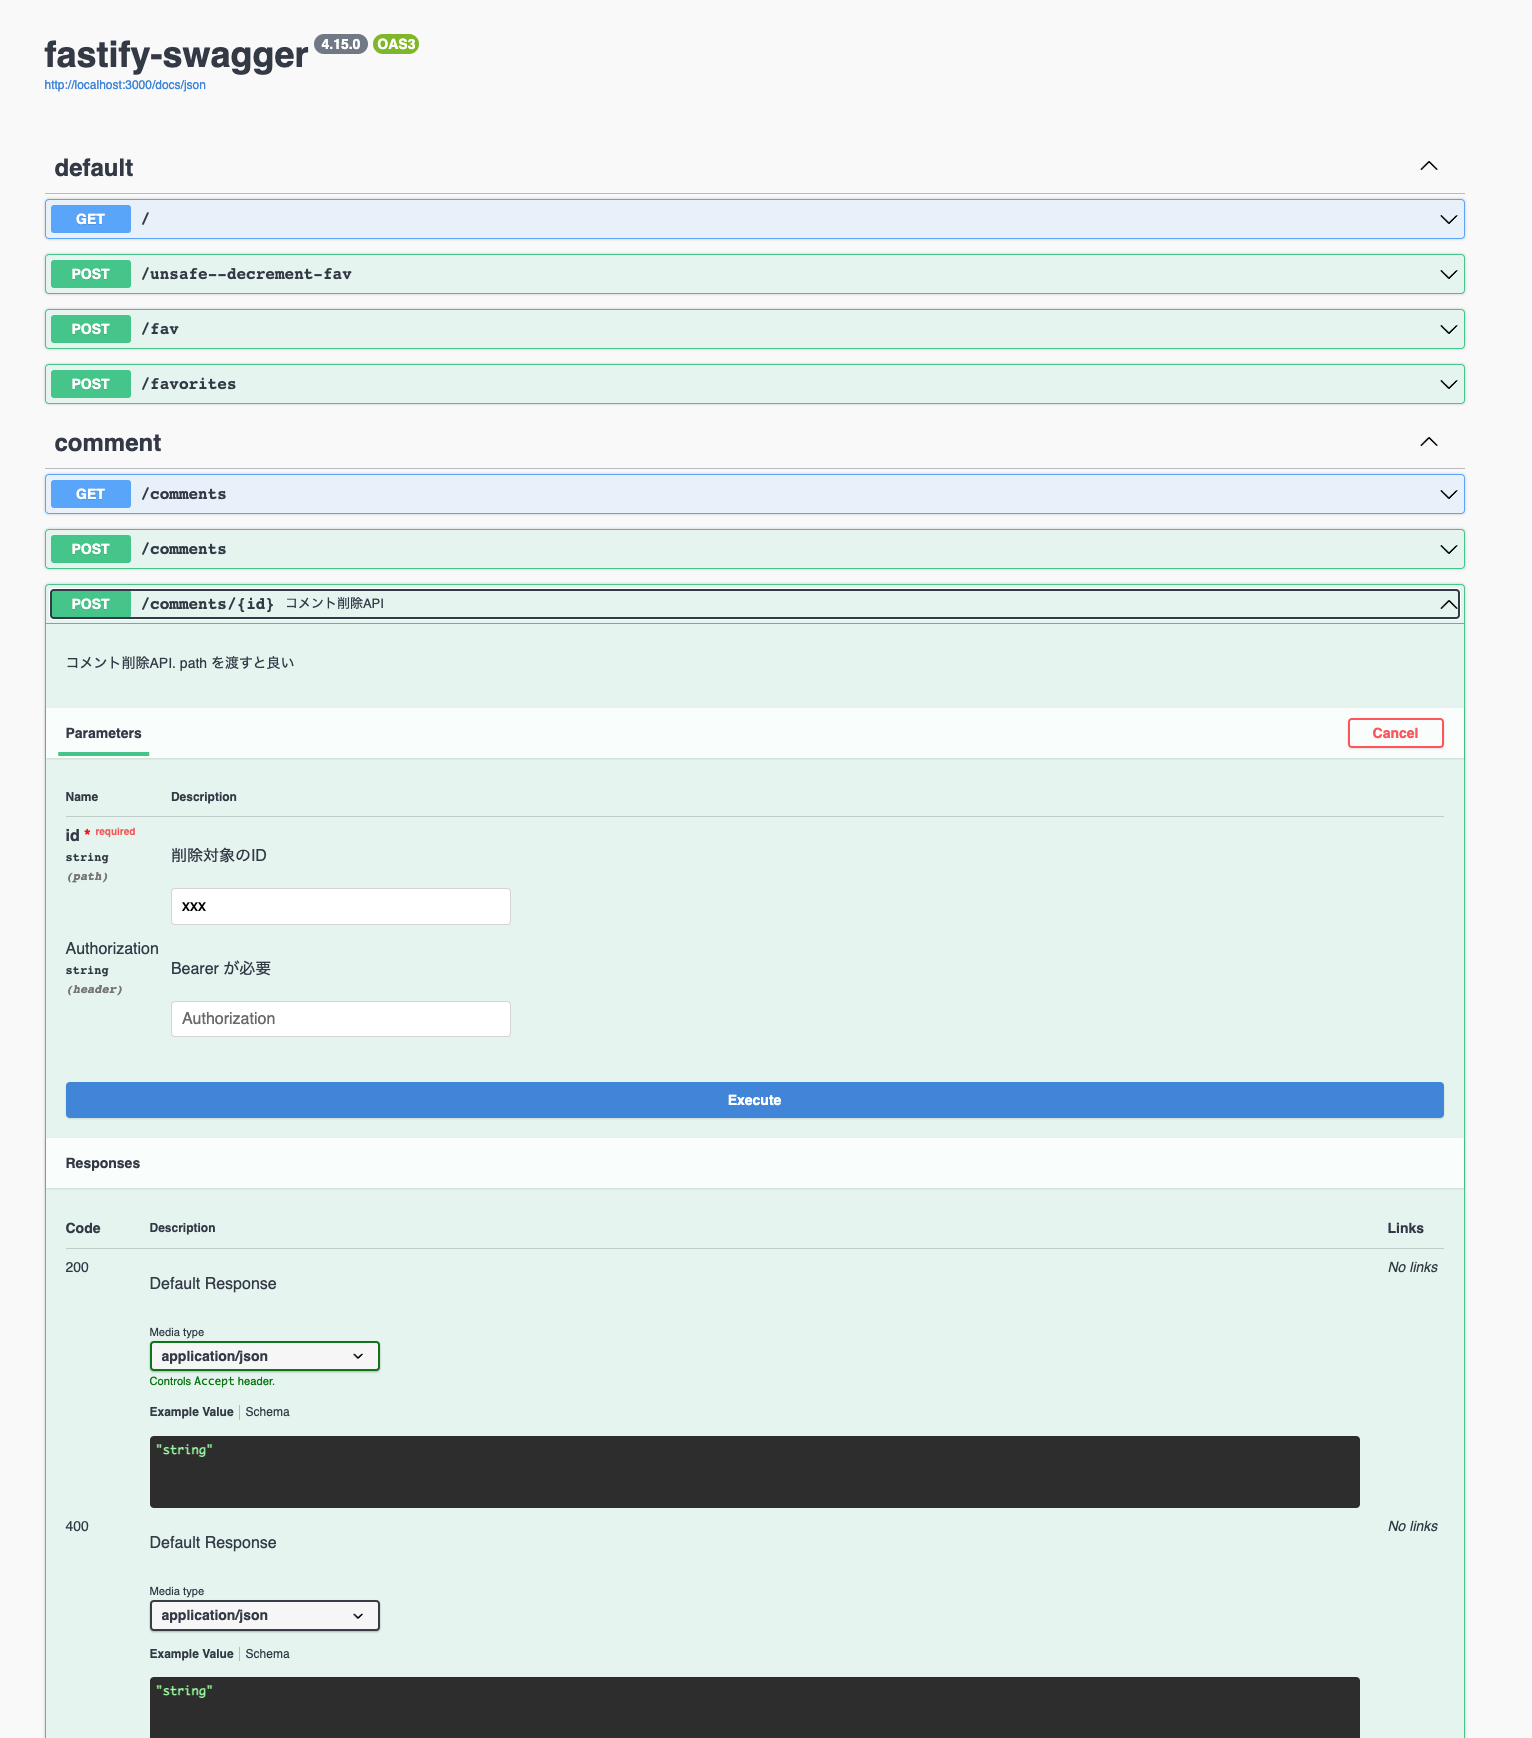 fastify-swagger 4.15.0 OAS3
http://localhost:3000/docs/json
default
GET /
POST /unsafe--decrement-fav
POST /fav
POST /favorites
comment
GET /comments
POST /comments
POST /comments/{id} コメント削除API
コメント削除API. path を渡すと良い
Parameters Cancel
Name Description
id * required
string
(path)
削除対象のID
xxx
Authorization
string
(header)
Bearer が必要
Authorization
Execute
Responses
Code Description Links
200 No links
Default Response
Media type
application/json
Controls Accept header.
Example Value Schema
"string"
400 No links
Default Response
Media type
application/json
Example Value Schema
"string"